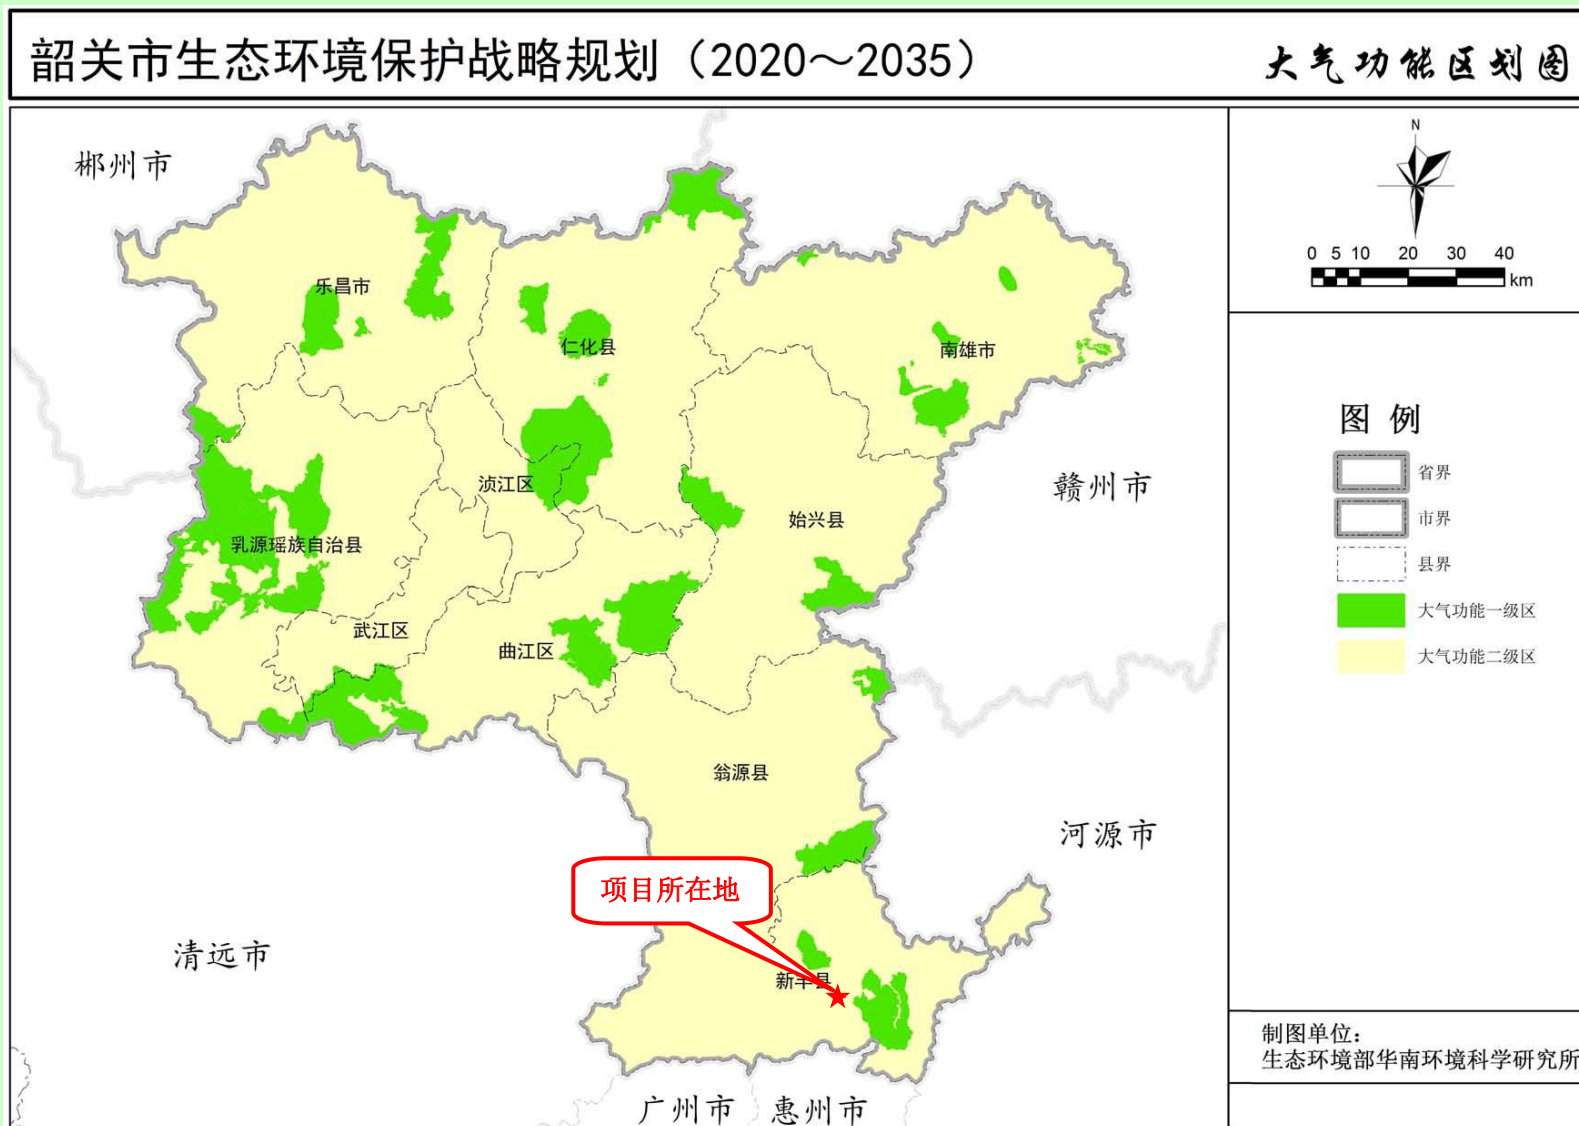 韶关市生态环境保护战略规划（2020～2035）
大气功能区划图
郴州市
N
0 5 10 20 30 40
km
乐昌市
仁化县
南雄市
图 例
省界
市界
县界
大气功能一级区
大气功能二级区
浈江区
赣州市
始兴县
乳源瑶族自治县
武江区
曲江区
翁源县
河源市
项目所在地
清远市
新丰县
制图单位：
生态环境部华南环境科学研究所
广州市
惠州市